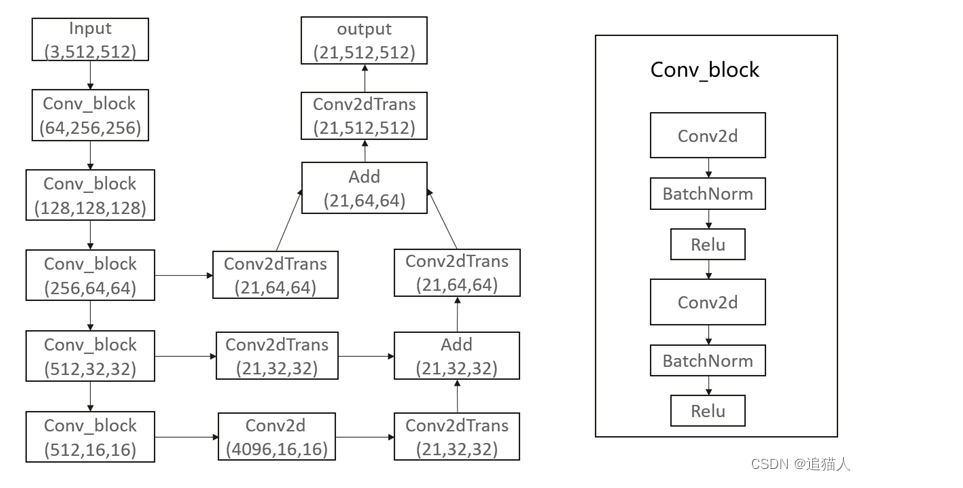 Input
(3,512,512)
Conv_block
(64,256,256)
Conv_block
(128,128,128)
Conv_block
(256,64,64)
Conv_block
(512,32,32)
Conv_block
(512,16,16)
output
(21,512,512)
Conv2dTrans
(21,512,512)
Add
(21,64,64)
Conv2dTrans
(21,64,64)
Conv2dTrans
(21,64,64)
Conv2dTrans
(21,32,32)
Add
(21,32,32)
Conv2d
(4096,16,16)
Conv2dTrans
(21,32,32)
Conv_block
Conv2d
BatchNorm
Relu
Conv2d
BatchNorm
Relu
CSDN @追猫人